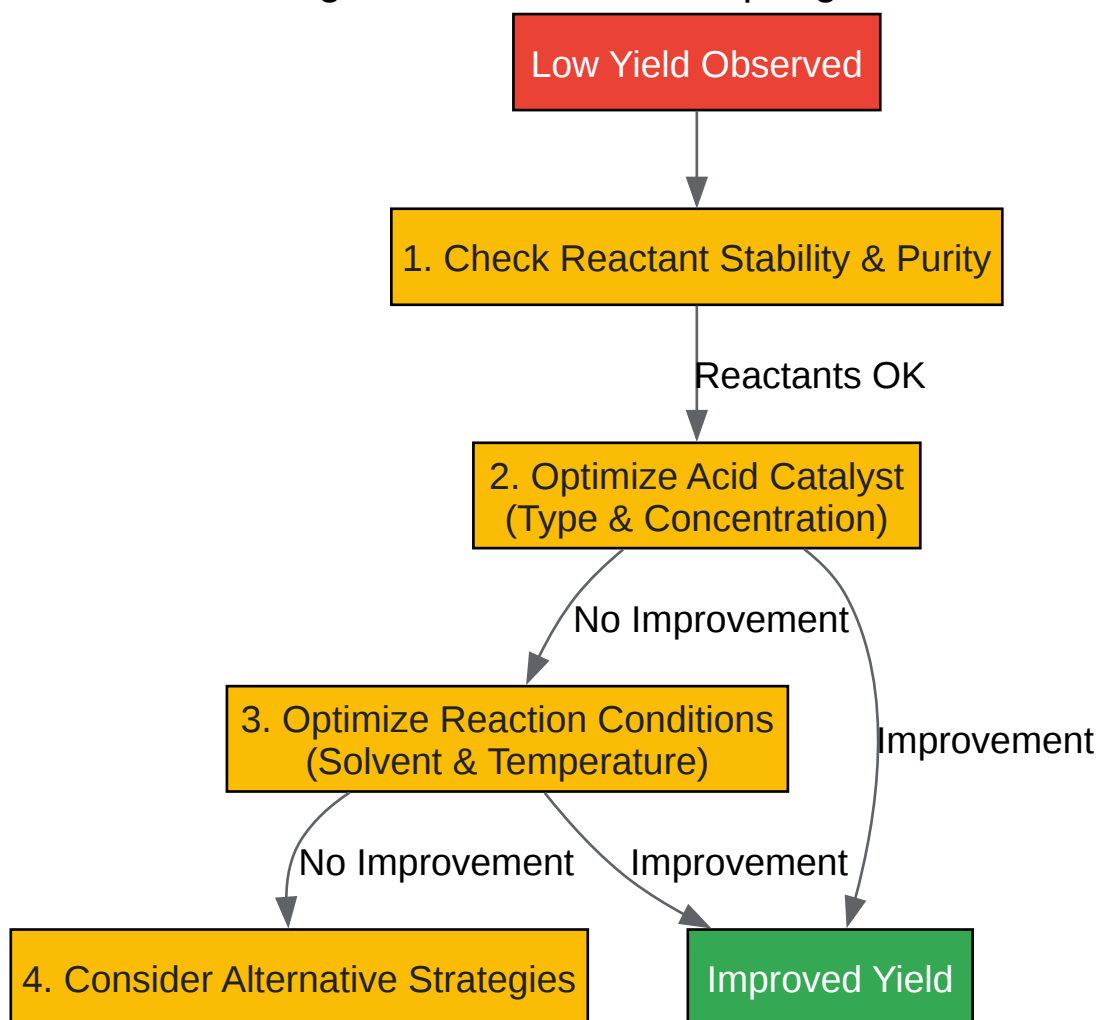 Low Yield Observed
1. Check Reactant Stability & Purity
Reactants OK
2. Optimize Acid Catalyst
(Type & Concentration)
No Improvement
3. Optimize Reaction Conditions
(Solvent & Temperature)
Improvement
No Improvement
Improvement
4. Consider Alternative Strategies
Improved Yield